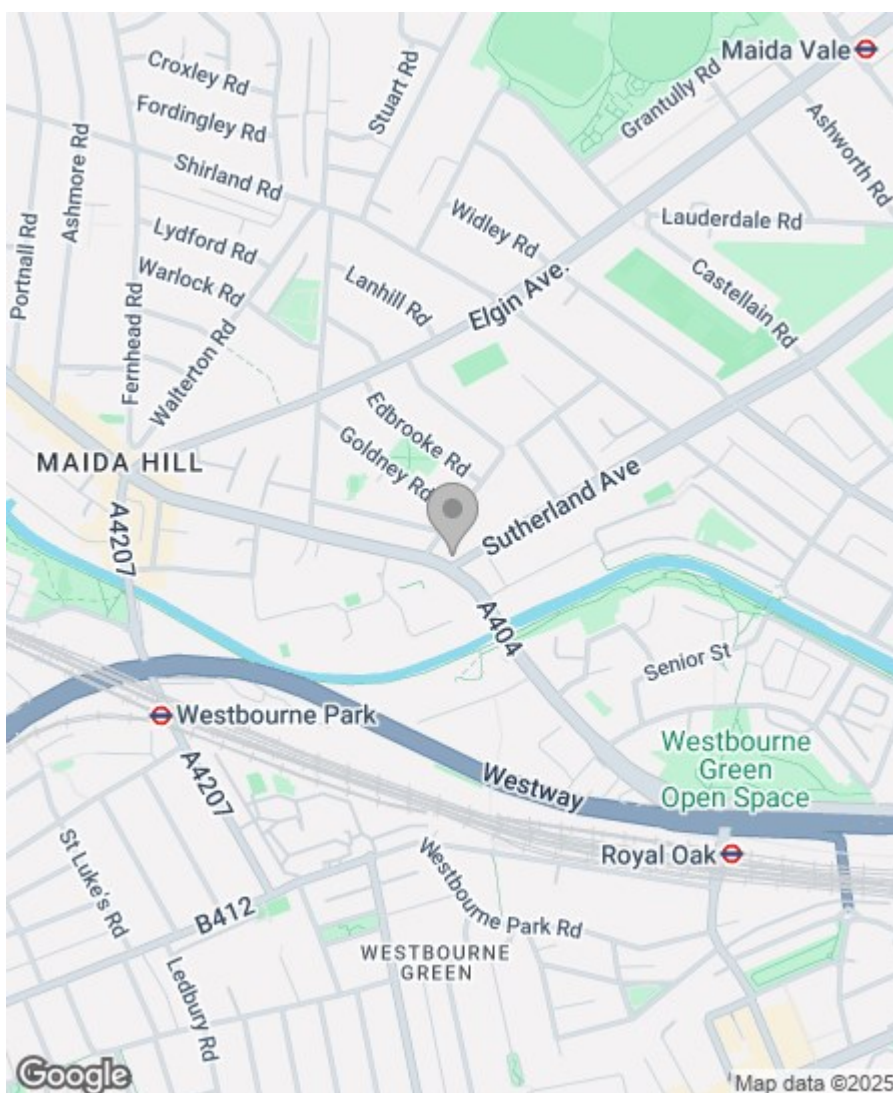 Croxley Rd
Stuart Rd
Maida Vale
Grantully Rd
Fordingley Rd
Ashworth Rd
Shirland Rd
Ashmore Rd
Portnall Rd
Widley Rd
Lauderdale Rd
Lydford Rd
Warlock Rd
Lanhill Rd
Elgin Ave.
Castellain Rd
Fernhead Rd
Walterton Rd
Edbrooke Rd
Goldney Rd
MAIDA HILL
Sutherland Ave
A4207
A404
Senior St
Westbourne Park
Westbourne
Green
Open Space
Westway
A4207
Royal Oak
St Luke's Rd
Westbourne Park Rd
B412
WESTBOURNE
GREEN
Ledbury Rd
Google
Map data ©2025